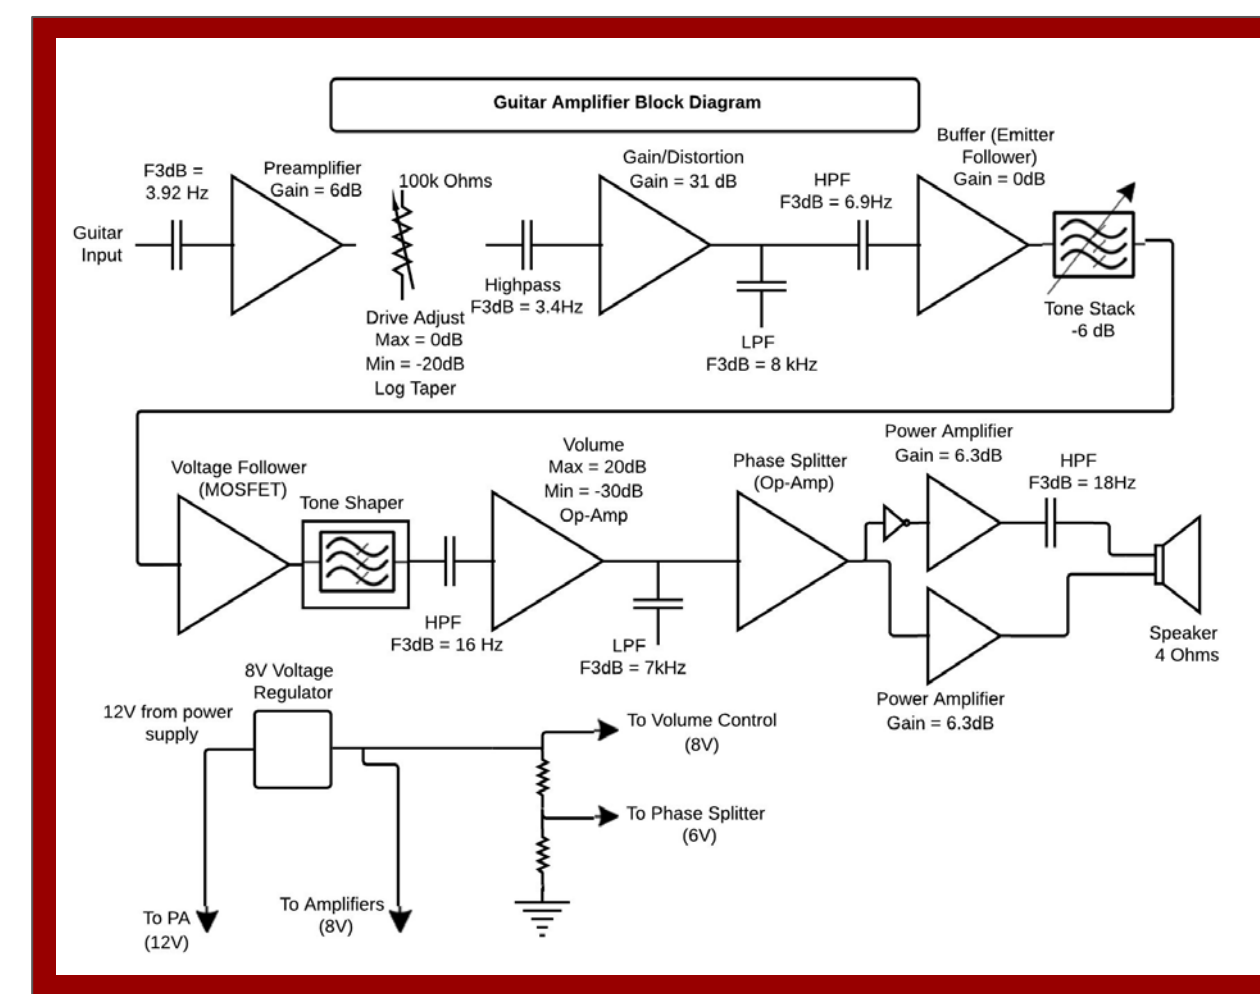 Guitar Amplifier Block Diagram
F3dB =
3.92 Hz
Preamplifier
Gain = 6dB
100k Ohms
Guitar
Input
Drive Adjust
Max = 0dB
Min = -20dB
Log Taper
Highpass
F3dB = 3.4Hz
Gain/Distortion
Gain = 31 dB
LPF
F3dB = 8 kHz
HPF
F3dB = 6.9Hz
Buffer (Emitter
Follower)
Gain = 0dB
Tone Stack
-6 dB
Voltage Follower
(MOSFET)
Tone Shaper
HPF
F3dB = 16 Hz
Volume
Max = 20dB
Min = -30dB
Op-Amp
LPF
F3dB = 7kHz
Phase Splitter
(Op-Amp)
Power Amplifier
Gain = 6.3dB
HPF
F3dB = 18Hz
Power Amplifier
Gain = 6.3dB
Speaker
4 Ohms
8V Voltage
Regulator
12V from power
supply
To PA
(12V)
To Amplifiers
(8V)
To Volume Control
(8V)
To Phase Splitter
(6V)